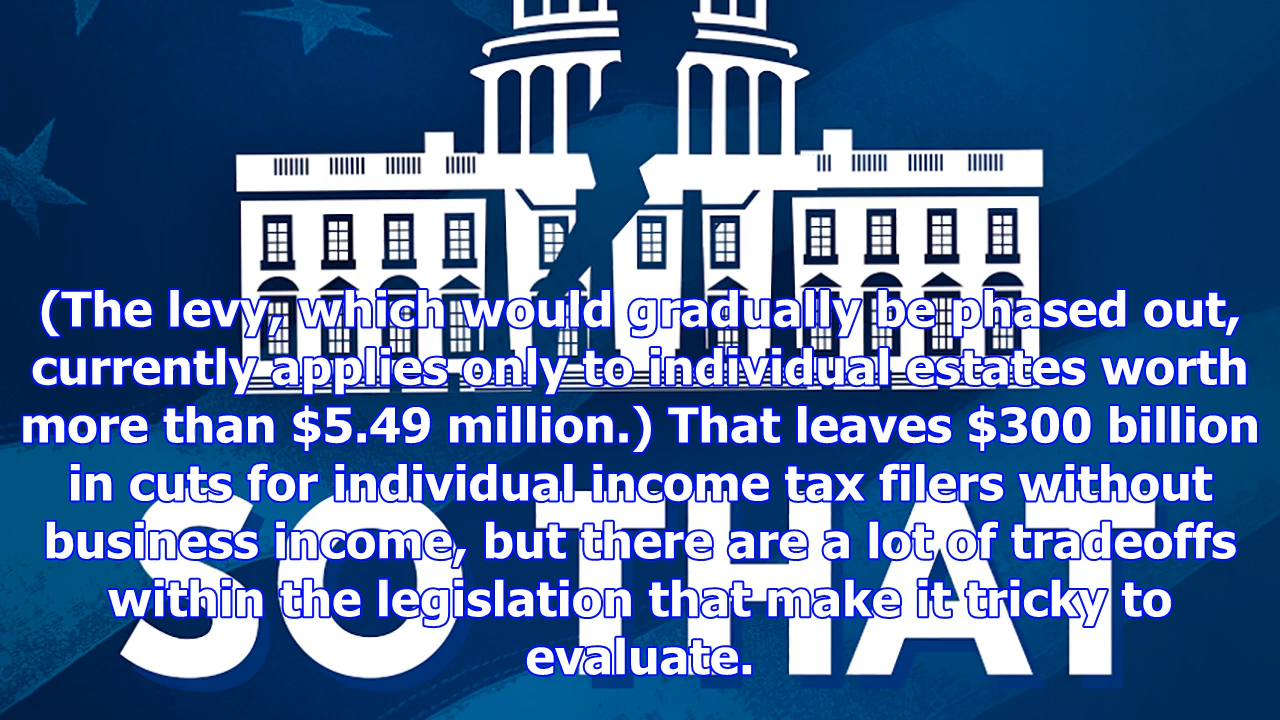 (The levy, which would gradually be phased out,
currently applies only to individual estates worth
more than $5.49 million.) That leaves $300 billion
in cuts for individual income tax filers without
business income, but there are a lot of tradeoffs
within the legislation that make it tricky to
evaluate.
SO THAT